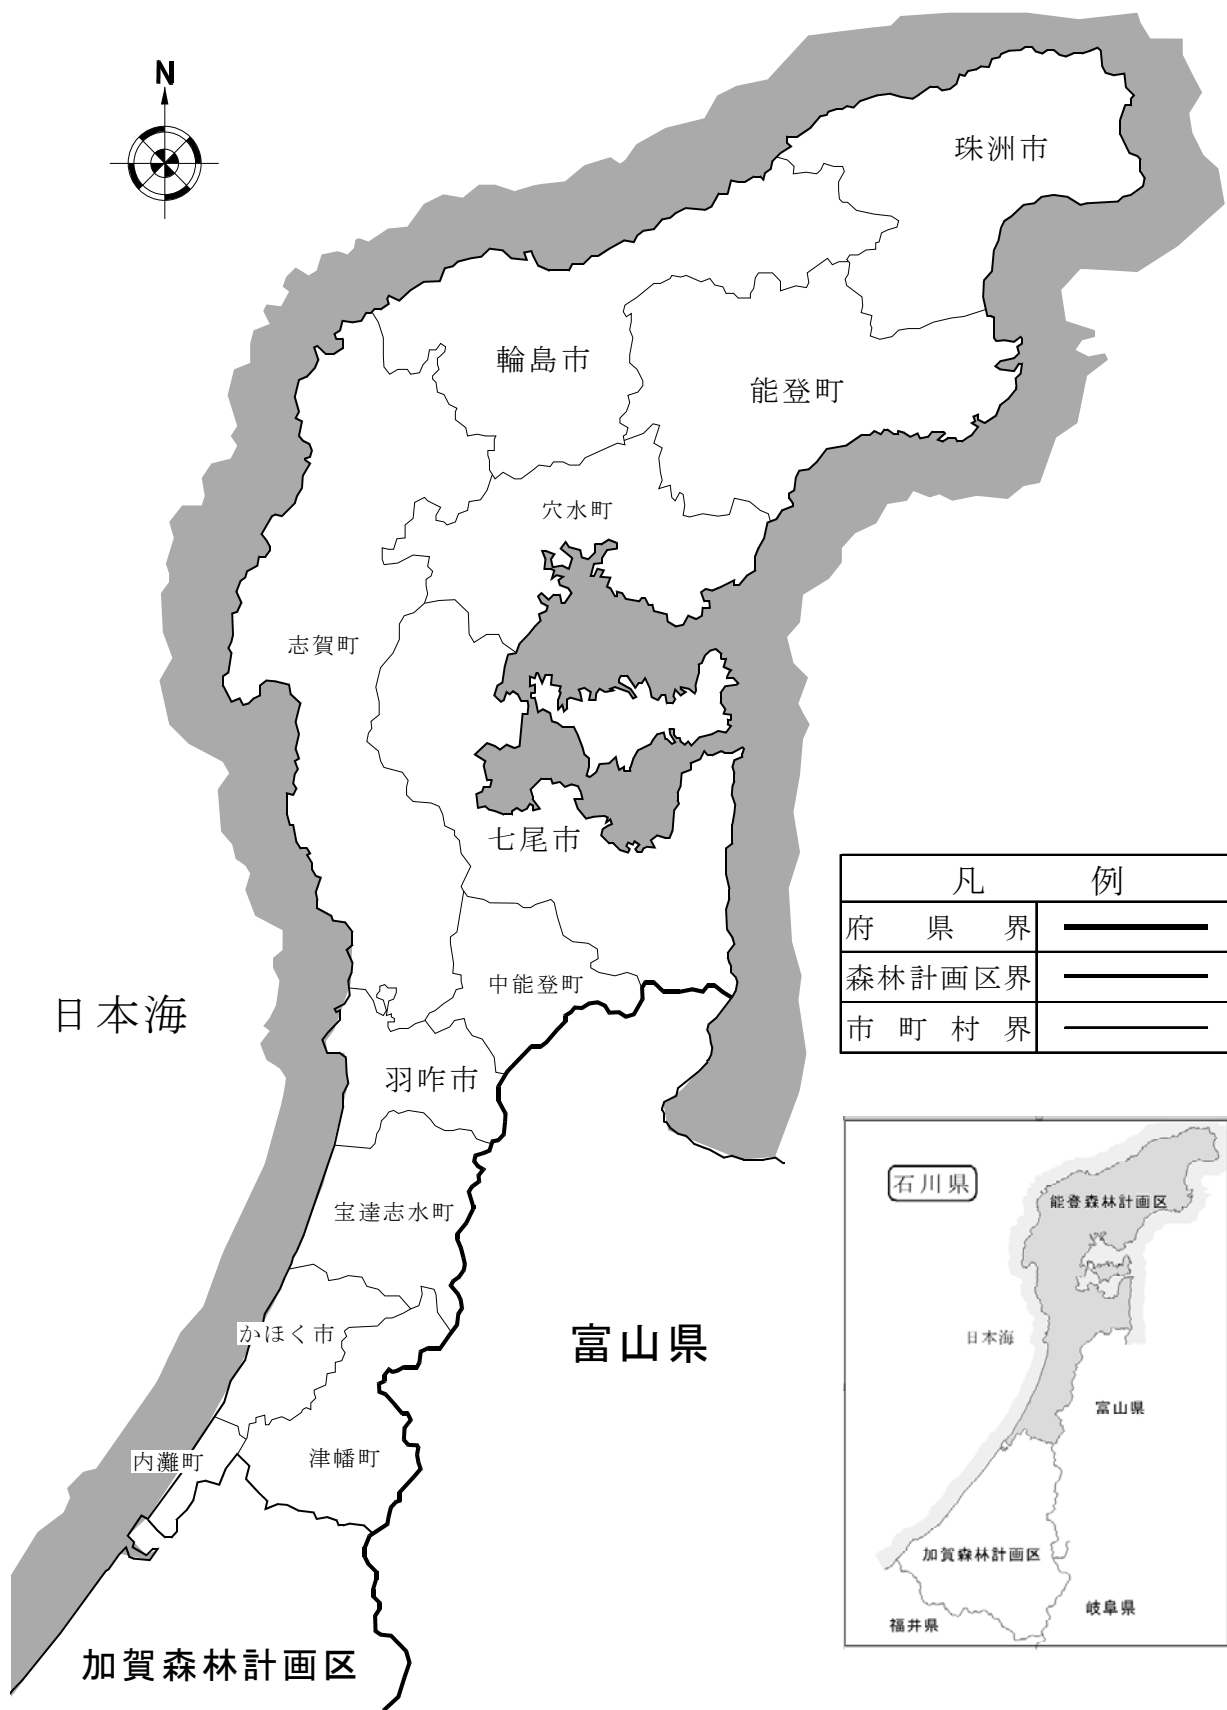 N
珠洲市
輪島市
能登町
穴水町
志賀町
七尾市
中能登町
日本海
羽咋市
宝達志水町
かほく市
富山県
内灘町
津幡町
加賀森林計画区
凡 例
府 県 界
森林計画区界
市 町 村 界
石川県
能登森林計画区
日本海
富山県
加賀森林計画区
岐阜県
福井県